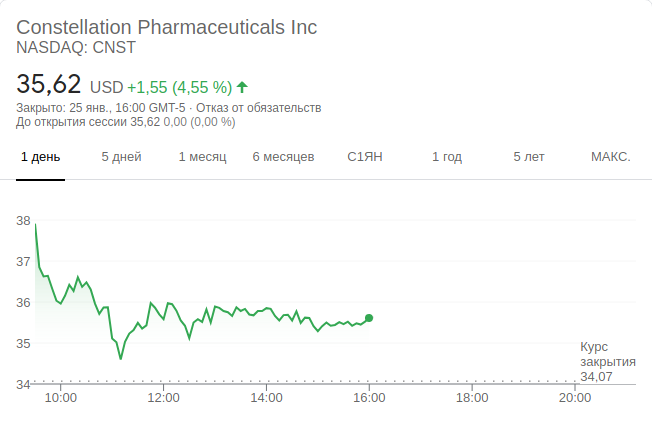 Constellation Pharmaceuticals Inc
NASDAQ: CNST
35,62 USD +1,55 (4,55 %)
Закрыто: 25 янв., 16:00 GMT-5 · Отказ от обязательств
До открытия сессии 35,62 0,00 (0,00 %)
1 день 5 дней 1 месяц 6 месяцев С1ЯН 1 год 5 лет МАКС.
38
37
36
35
34
Курс
закрытия
34,07
10:00 12:00 14:00 16:00 18:00 20:00